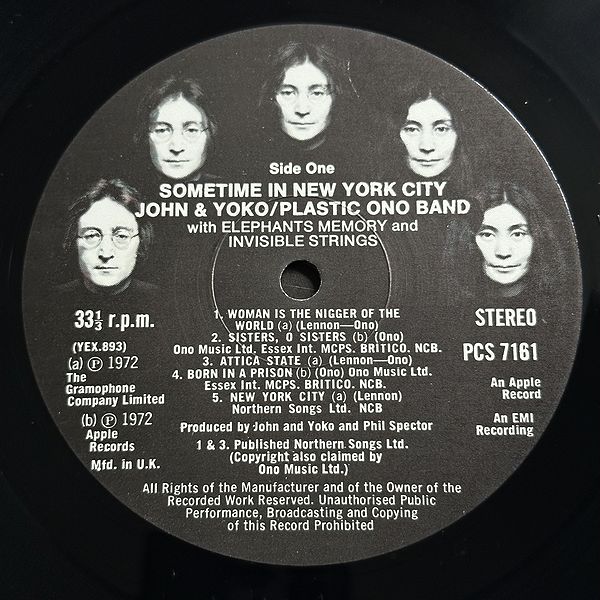 Side One
SOMETIME IN NEW YORK CITY
JOHN & YOKO/PLASTIC ONO BAND
with ELEPHANTS MEMORY and
INVISIBLE STRINGS
33⅓ r.p.m.
(YEX.893)
(a) Ⓟ 1972
The
Gramophone
Company Limited
(b) Ⓟ 1972
Apple
Records
Mfd. in U.K.
1. WOMAN IS THE NIGGER OF THE
WORLD (a) (Lennon—Ono)
2. SISTERS, O SISTERS (b) (Ono)
Ono Music Ltd. Essex Int. MCPS. BRITICO. NCB.
3. ATTICA STATE (a) (Lennon—Ono)
4. BORN IN A PRISON (b) (Ono) Ono Music Ltd.
Essex Int. MCPS. BRITICO. NCB.
5. NEW YORK CITY (a) (Lennon)
Northern Songs Ltd. NCB
Produced by John and Yoko and Phil Spector
1 & 3. Published Northern Songs Ltd.
(Copyright also claimed by
Ono Music Ltd.)
STEREO
PCS 7161
An Apple
Record
An EMI
Recording
All Rights of the Manufacturer and of the Owner of the
Recorded Work Reserved. Unauthorised Public
Performance, Broadcasting and Copying
of this Record Prohibited